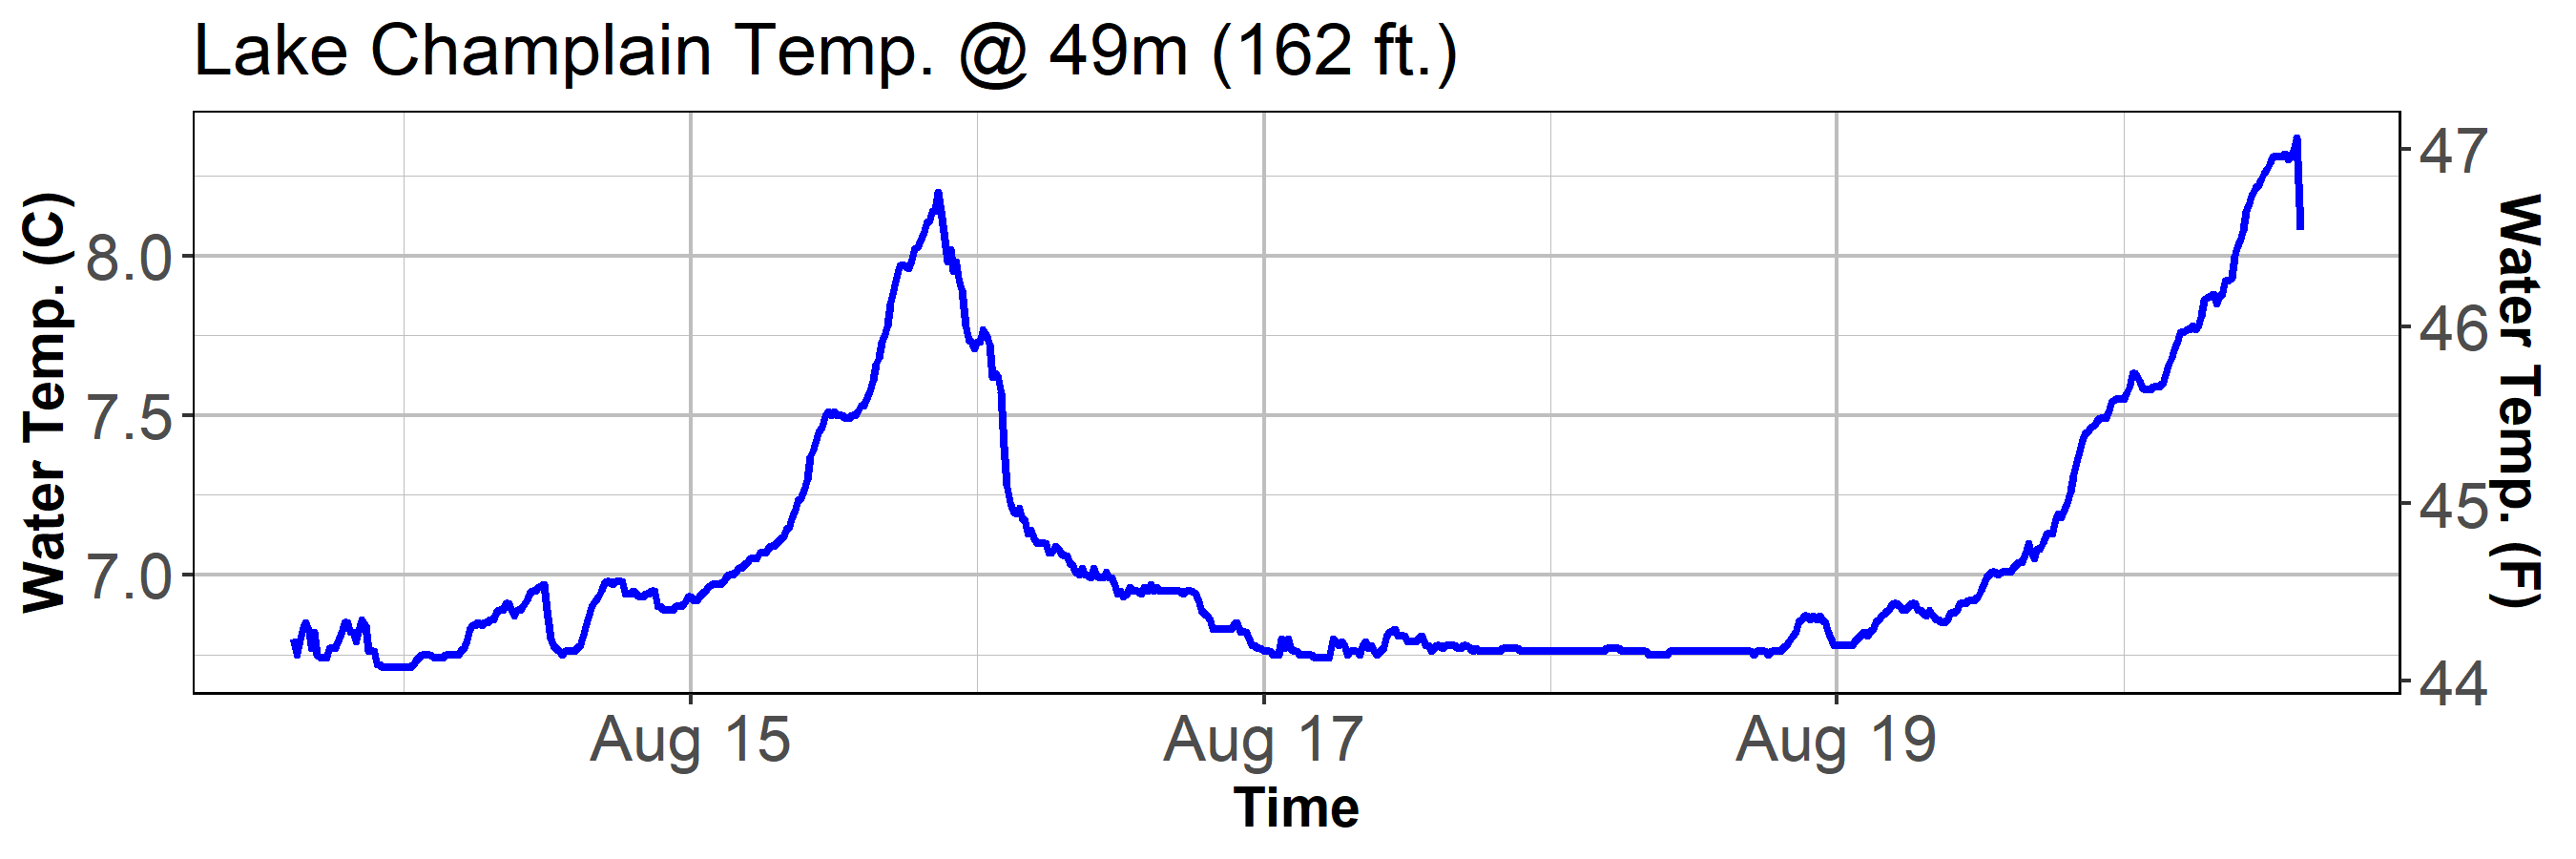 Lake Champlain Temp. @ 49m (162 ft.)
Water Temp. (C)
8.0
7.5
7.0
47
46
45
44
Water Temp. (F)
Aug 15 Aug 17 Aug 19
Time